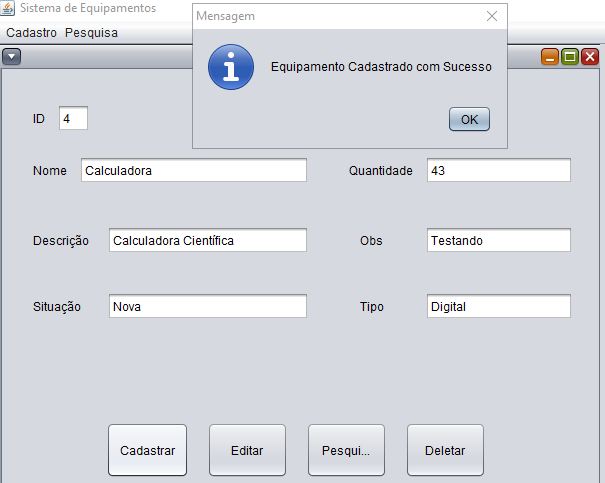 Sistema de Equipamentos
Cadastro Pesquisa
Mensagem
Equipamento Cadastrado com Sucesso
OK
ID 4
Nome Calculadora Quantidade 43
Descrição Calculadora Científica Obs Testando
Situação Nova Tipo Digital
Cadastrar Editar Pesqui... Deletar